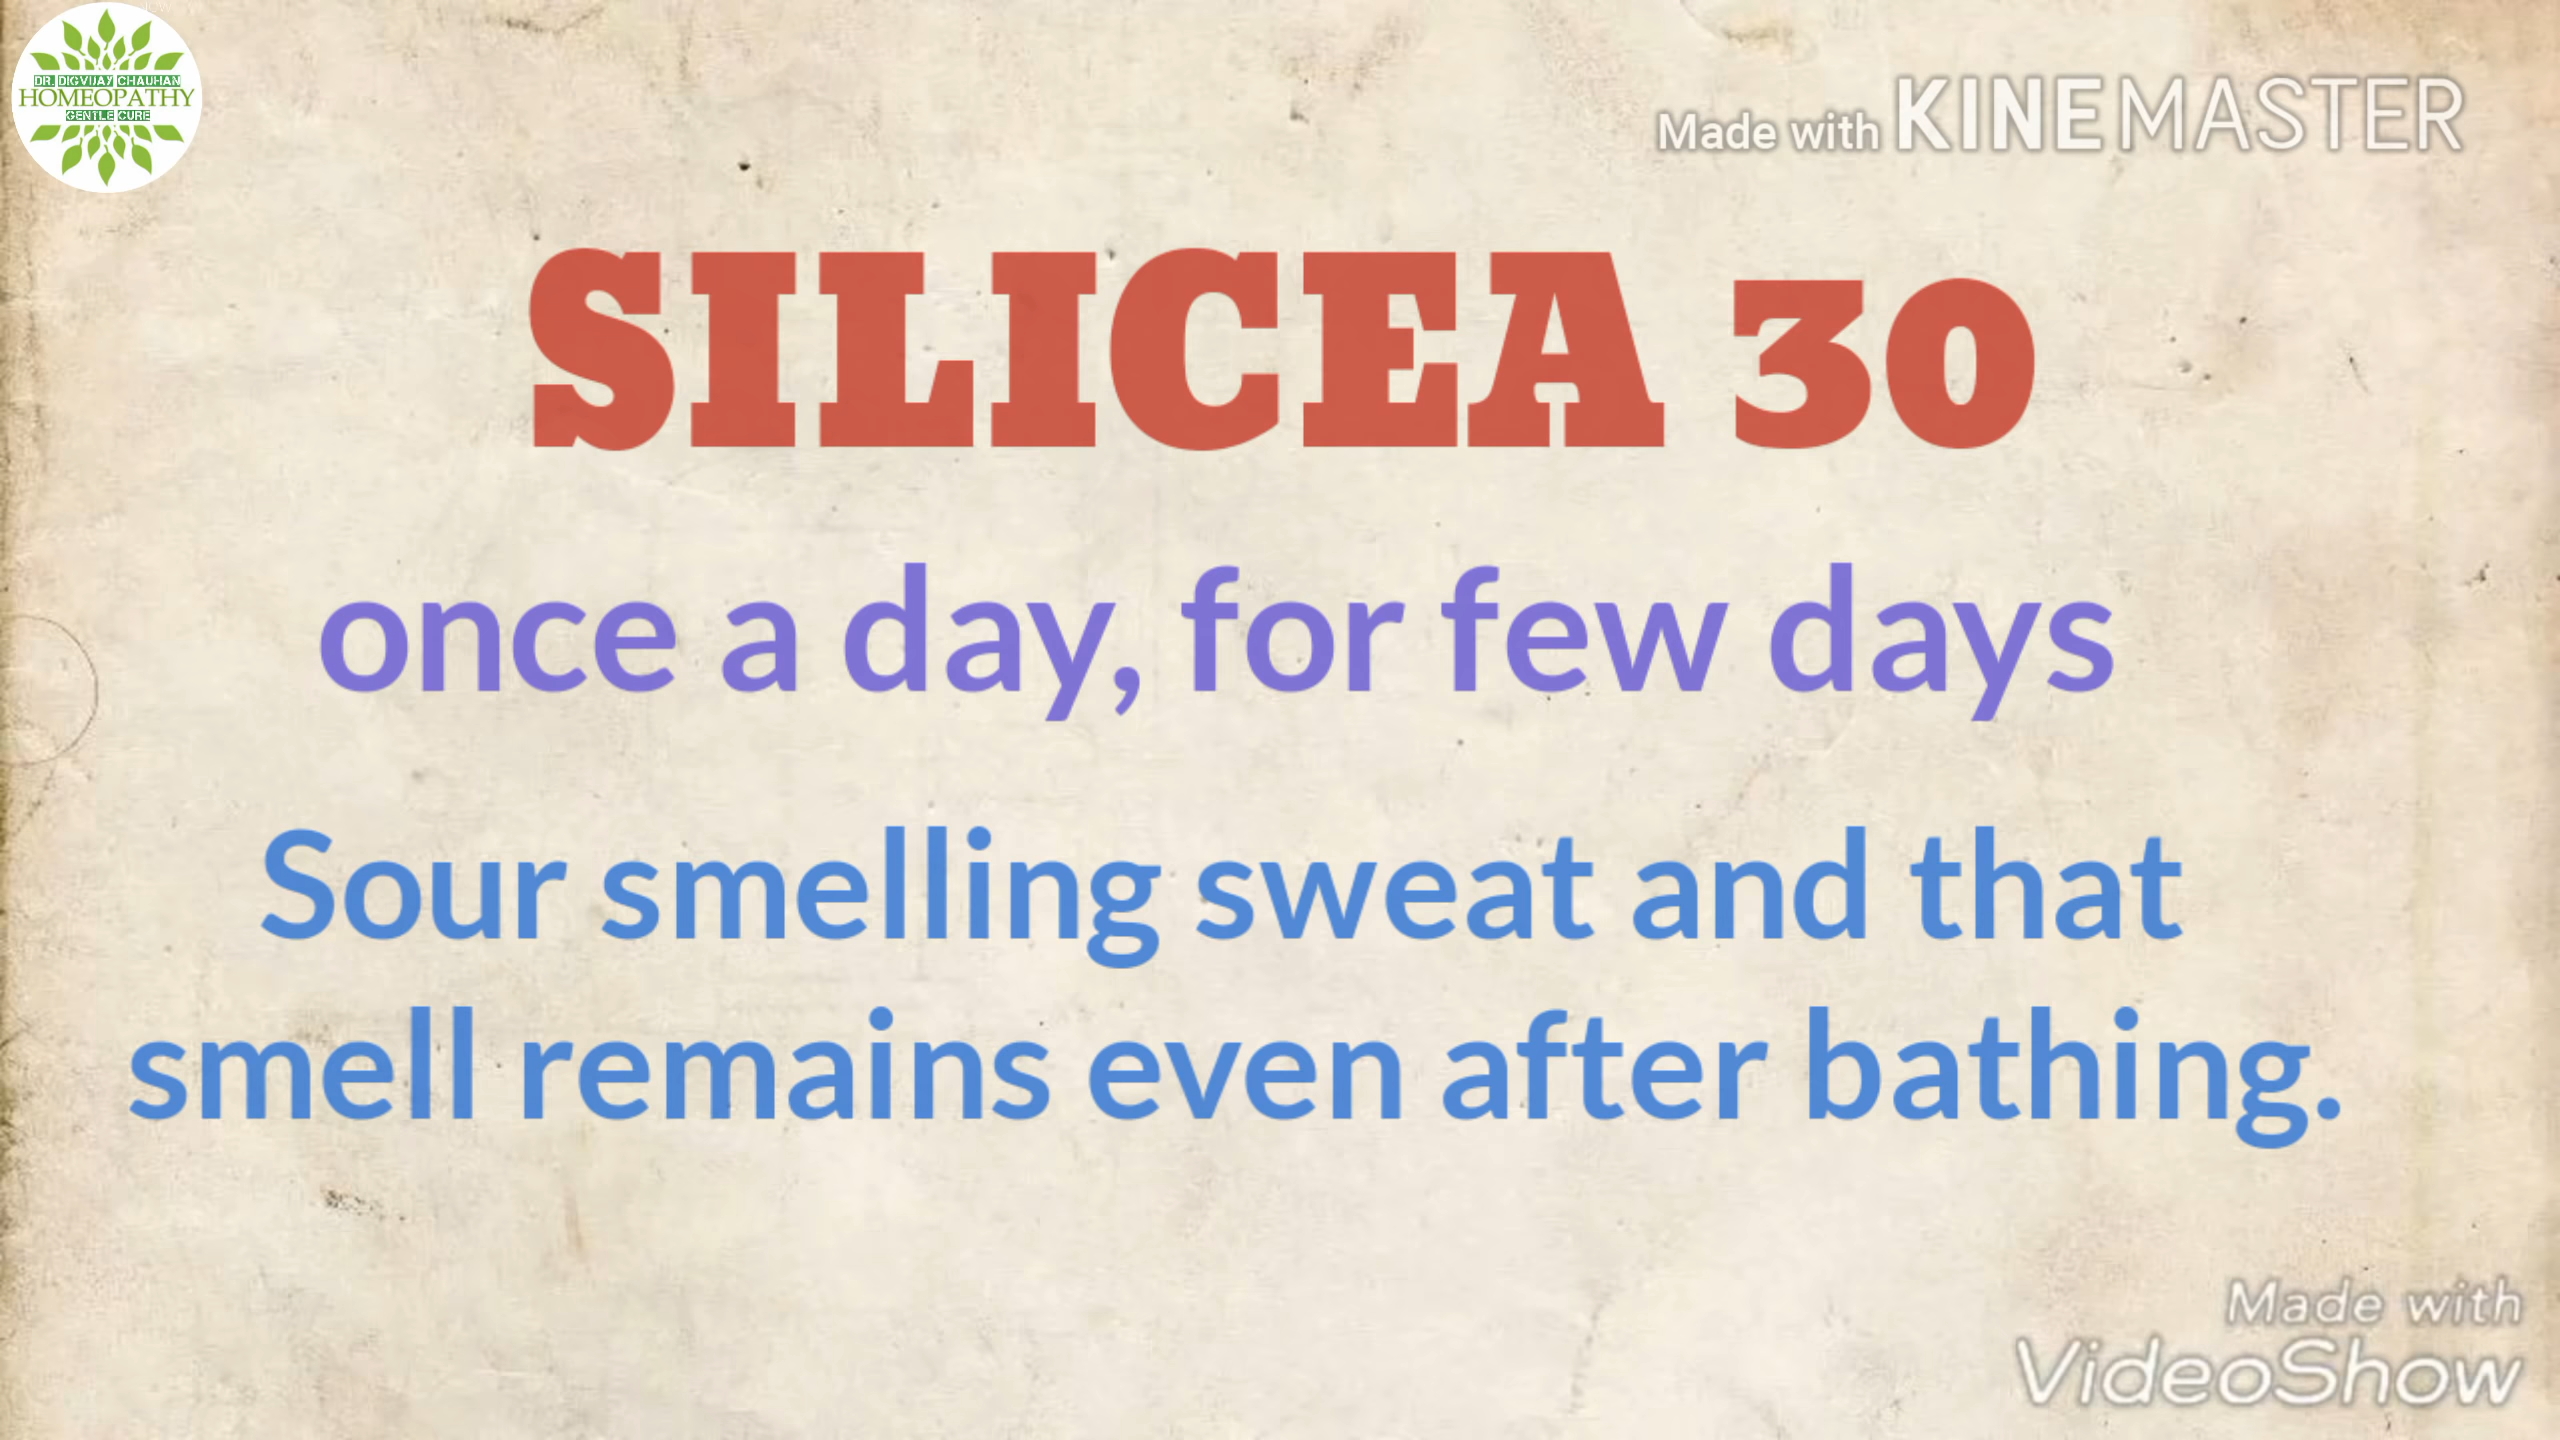 DR. DIGVIJAY CHAUHAN
HOMEOPATHY
GENTLE CURE
Made with KINEMASTER
SILICEA 30
once a day, for few days
Sour smelling sweat and that
smell remains even after bathing.
Made with
VideoShow